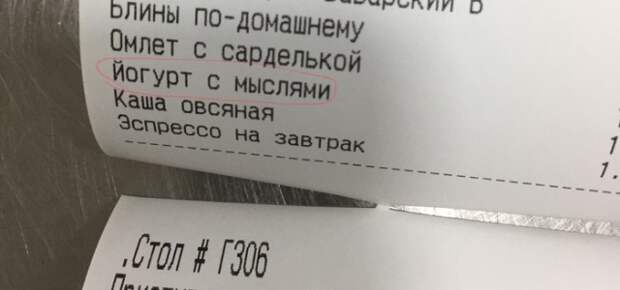 Блины по-домашнему
Омлет с сарделькой
Йогурт с мыслями
Каша овсяная
Эспрессо на завтрак
.Стол # Г306